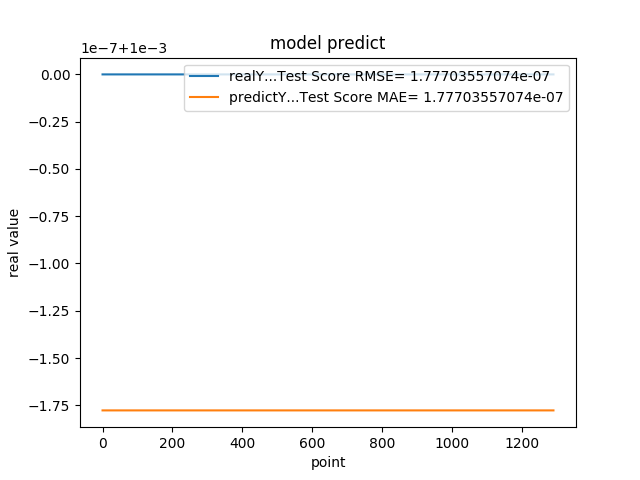 model predict
1e−7+1e−3
realY...Test Score RMSE= 1.77703557074e-07
predictY...Test Score MAE= 1.77703557074e-07
0.00
−0.25
−0.50
−0.75
−1.00
−1.25
−1.50
−1.75
real value
0 200 400 600 800 1000 1200
point